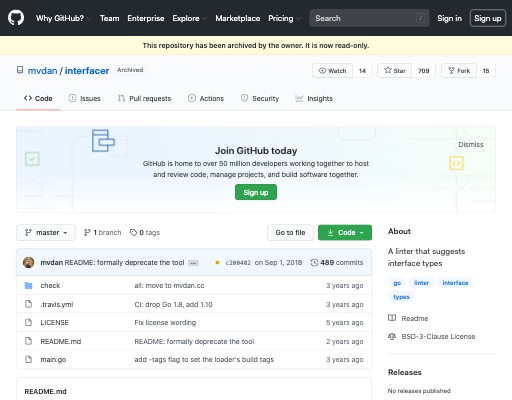 Why GitHub? Team Enterprise Explore Marketplace Pricing Search / Sign in Sign up
This repository has been archived by the owner. It is now read-only.
mvdan / interfacer Archived Watch 14 Star 709 Fork 15
Code Issues Pull requests Actions Security Insights
Join GitHub today
Dismiss
GitHub is home to over 50 million developers working together to host
and review code, manage projects, and build software together.
Sign up
master 1 branch 0 tags Go to file Code
About
mvdan README: formally deprecate the tool ... c200402 on Sep 1, 2018 489 commits
A linter that suggests
interface types
check all: move to mvdan.cc 3 years ago
.travis.yml CI: drop Go 1.8, add 1.10 3 years ago
LICENSE Fix license wording 5 years ago
README.md README: formally deprecate the tool 2 years ago
main.go add -tags flag to set the loader's build tags 3 years ago
go linter interface
types
Readme
BSD-3-Clause License
Releases
No releases published
README.md